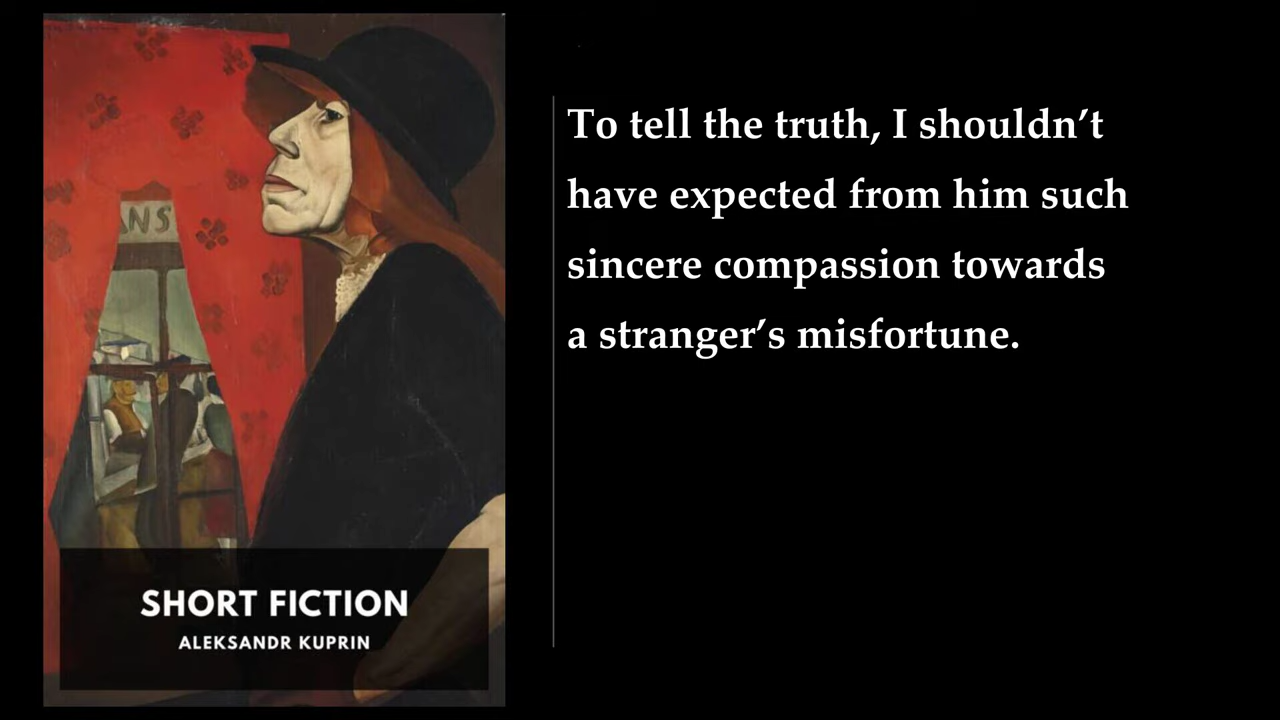 NS
SHORT FICTION
ALEKSANDR KUPRIN
To tell the truth, I shouldn’t
have expected from him such
sincere compassion towards
a stranger’s misfortune.